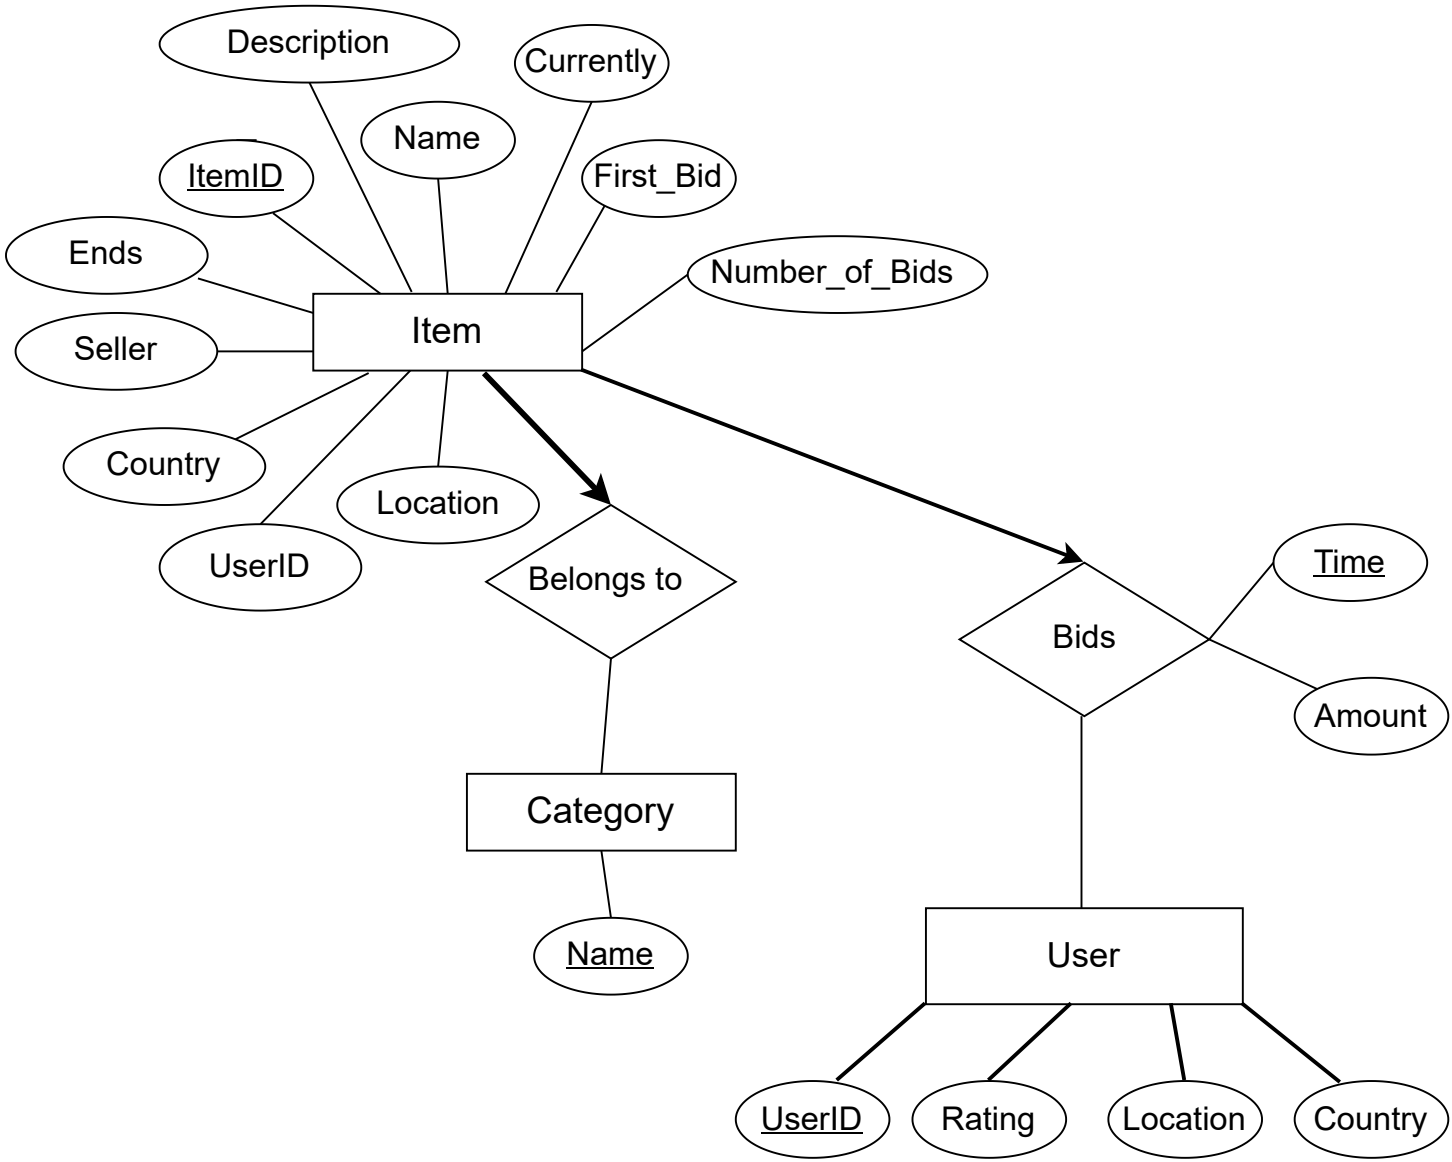 Description
Currently
Name
ItemID
First_Bid
Ends
Number_of_Bids
Item
Seller
Country
Location
UserID
Belongs to
Time
Bids
Amount
Category
Name
User
UserID
Rating
Location
Country